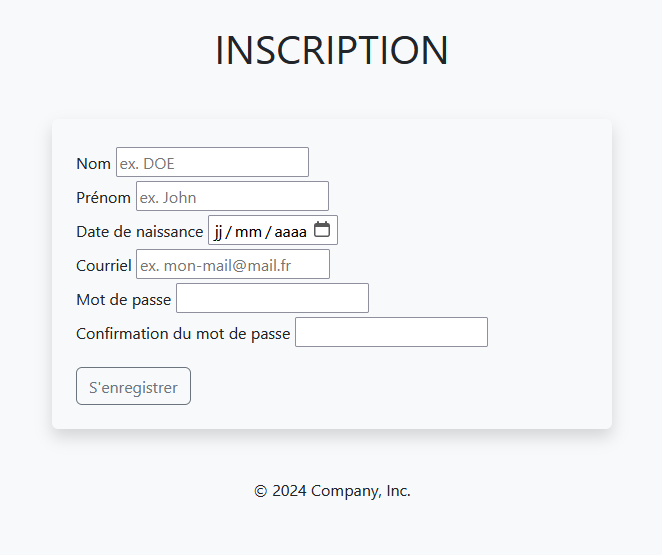 INSCRIPTION
Nom ex. DOE
Prénom ex. John
Date de naissance jj/mm/aaaa
Courriel ex. mon-mail@mail.fr
Mot de passe
Confirmation du mot de passe
S'enregistrer
© 2024 Company, Inc.